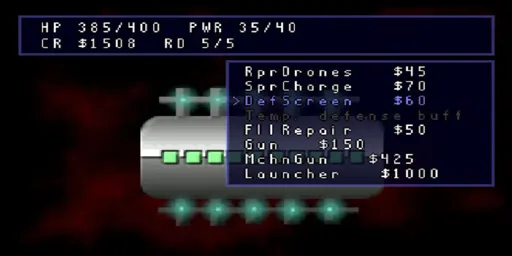 HP 385/400 PWR 35/40
CR $1508 RD 5/5
RprDrones $45
SprCharge $70
>DefScreen $60
Temp. defense buff
FllRepair $50
Gun $150
MchnGun $425
Launcher $1000